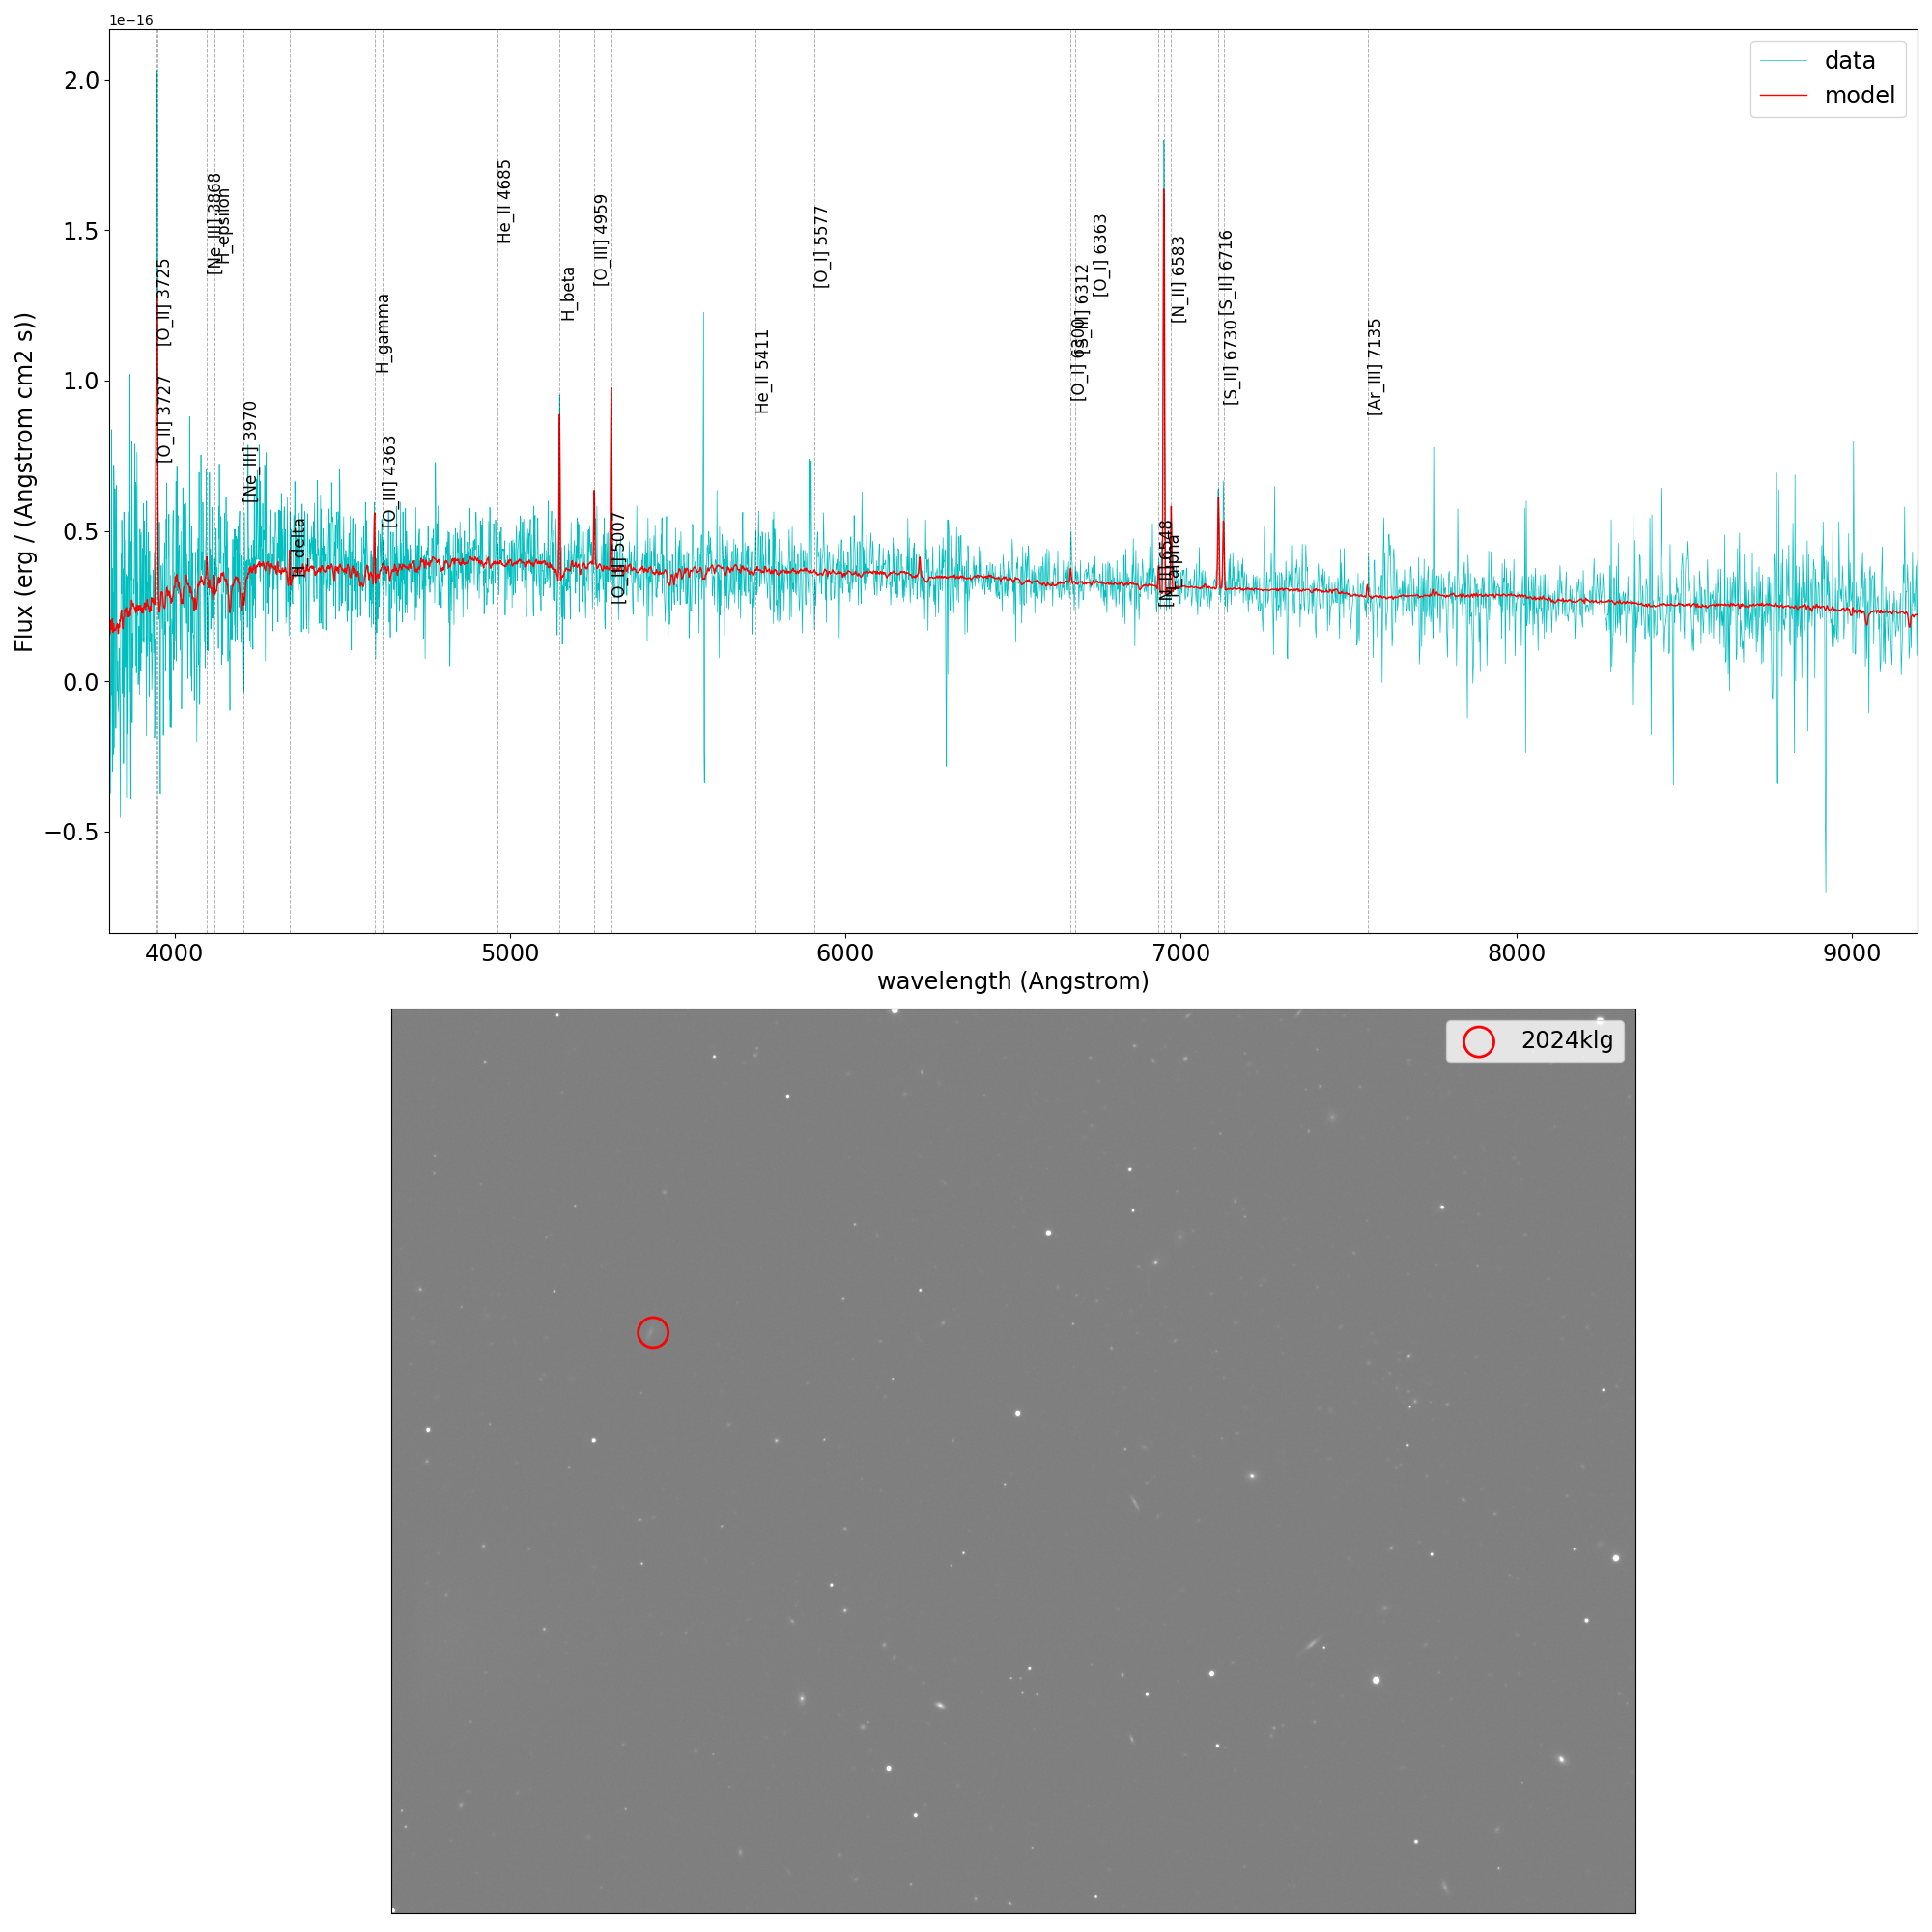 1e−16
data
model
2.0
1.5
1.0
0.5
0.0
−0.5
Flux (erg / (Angstrom cm2 s))
[O_II] 3725
[O_II] 3727
[Ne_III] 3868
H_epsilon
[Ne_III] 3970
H_delta
H_gamma
[O_III] 4363
He_II 4685
H_beta
[O_III] 4959
[O_III] 5007
He_II 5411
[O_I] 5577
[O_I] 6300
[S_III] 6312
[O_I] 6363
[N_II] 6548
H_alpha
[N_II] 6583
[S_II] 6716
[S_II] 6730
[Ar_III] 7135
4000
5000
6000
7000
8000
9000
wavelength (Angstrom)
2024klg